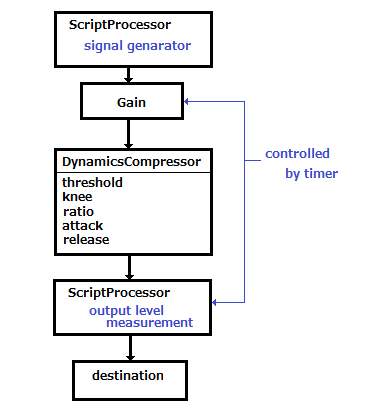 ScriptProcessor
signal genarator
Gain
controlled
by timer
DynamicsCompressor
threshold
knee
ratio
attack
release
ScriptProcessor
output level
measurement
destination